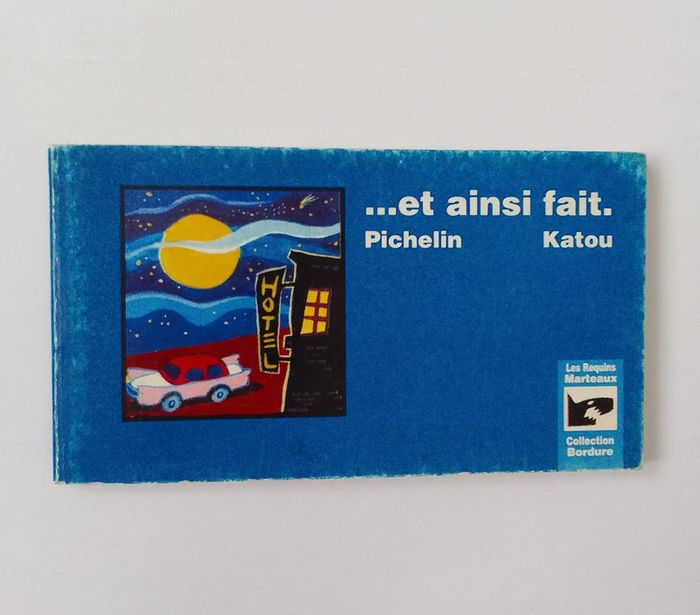 ...et ainsi fait.
Pichelin Katou
HOTEL
Les Requins
Marteaux
Collection
Bordure